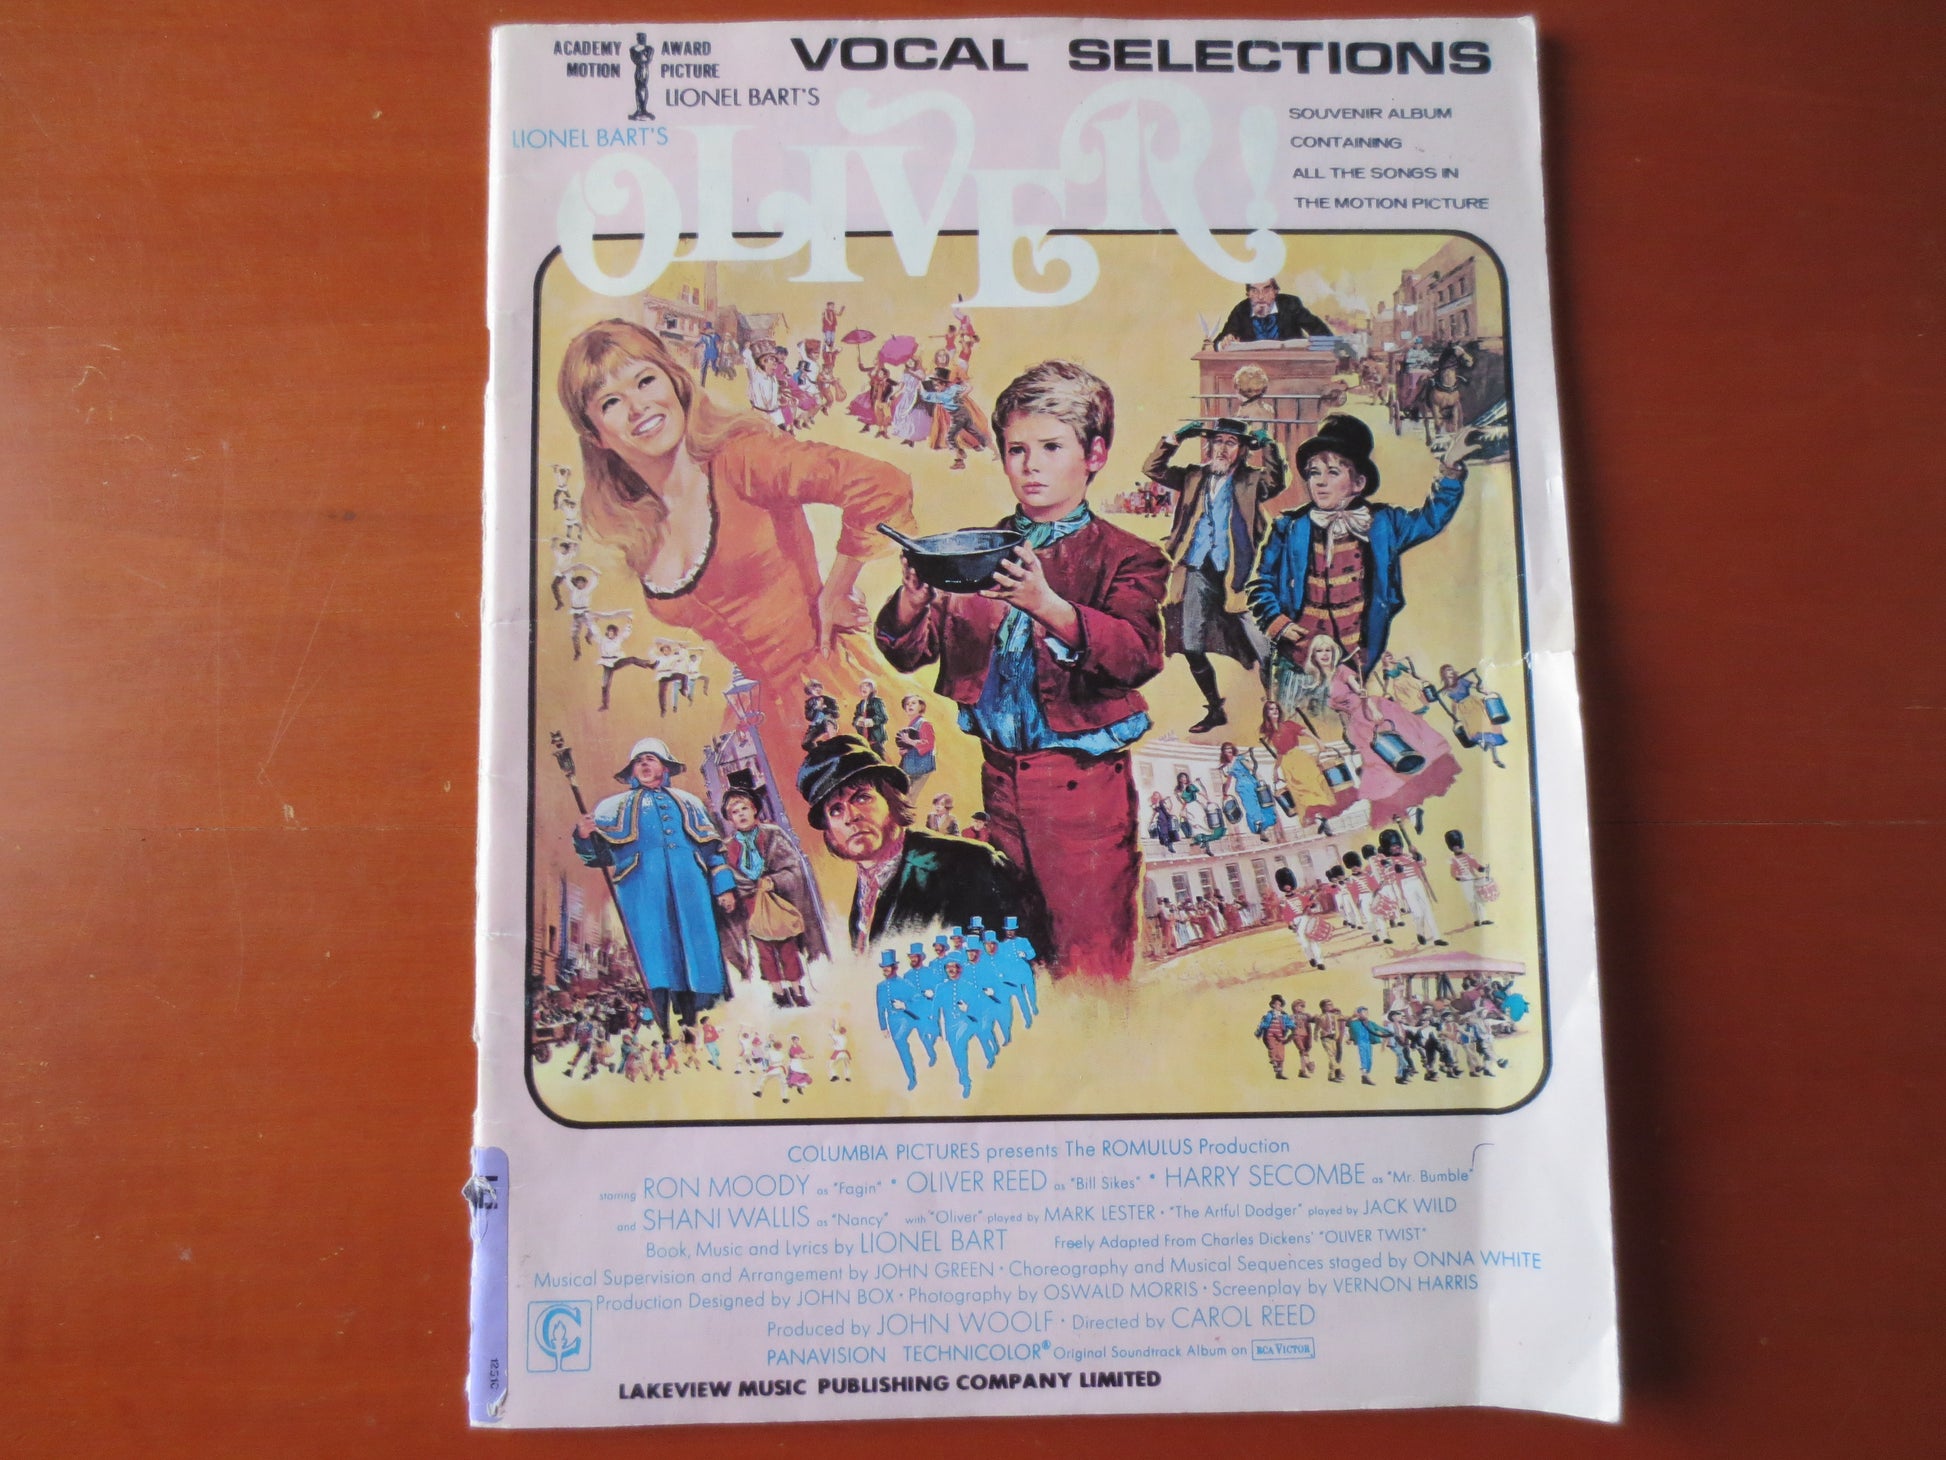 ACADEMY AWARD
MOTION PICTURE
VOCAL SELECTIONS
LIONEL BART'S
LIONEL BART'S
OLIVER!
SOUVENIR ALBUM
CONTAINING
ALL THE SONGS IN
THE MOTION PICTURE
COLUMBIA PICTURES presents The ROMULUS Production
starring RON MOODY as "Fagin" • OLIVER REED as "Bill Sikes" • HARRY SECOMBE as "Mr. Bumble"
and SHANI WALLIS as "Nancy" with "Oliver" played by MARK LESTER • "The Artful Dodger" played by JACK WILD
Book, Music and Lyrics by LIONEL BART Freely Adapted From Charles Dickens' "OLIVER TWIST"
Musical Supervision and Arrangement by JOHN GREEN • Choreography and Musical Sequences staged by ONNA WHITE
Production Designed by JOHN BOX • Photography by OSWALD MORRIS • Screenplay by VERNON HARRIS
Produced by JOHN WOOLF • Directed by CAROL REED
PANAVISION TECHNICOLOR® Original Soundtrack Album on RCA VICTOR
LAKEVIEW MUSIC PUBLISHING COMPANY LIMITED